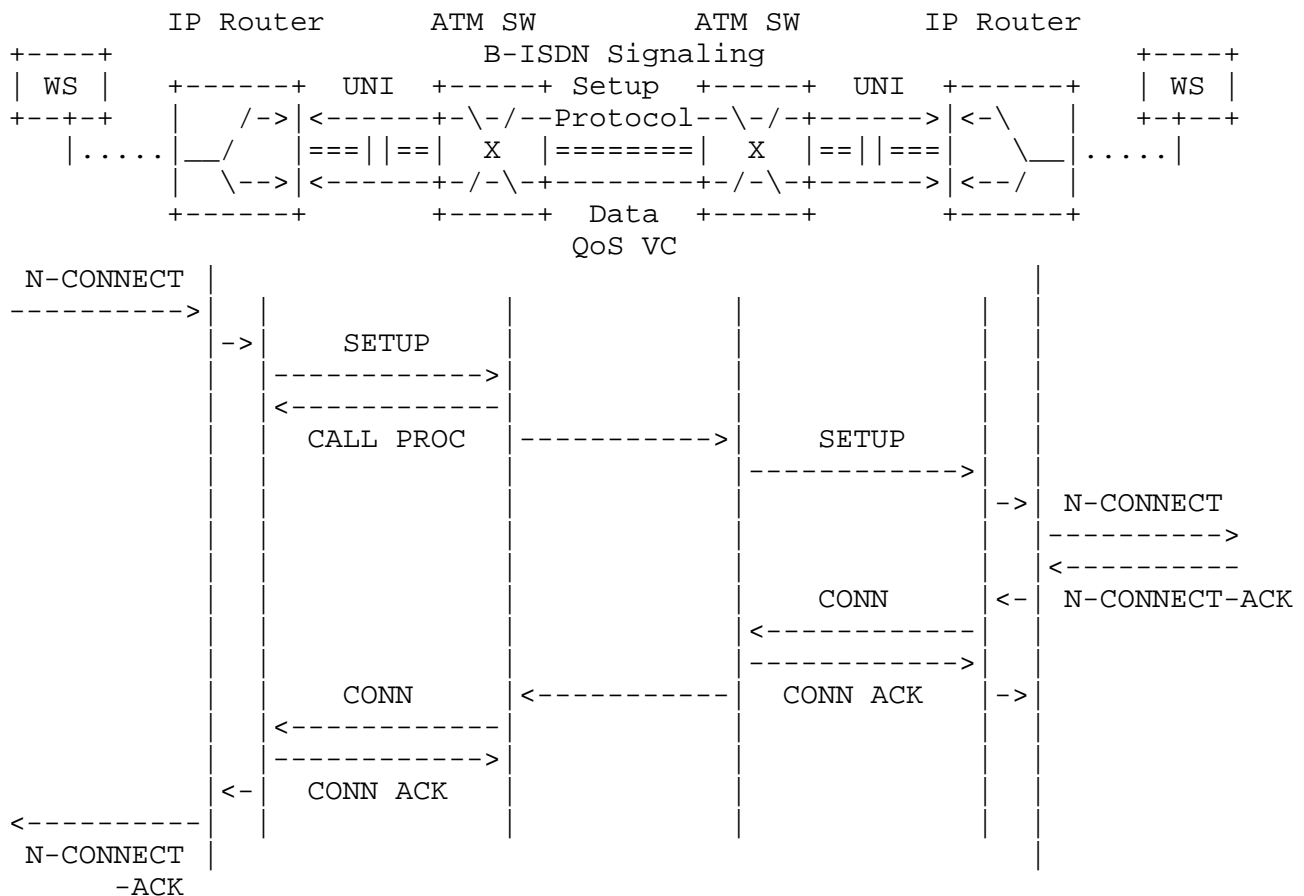 IP Router ATM SW ATM SW IP Router
B-ISDN Signaling
WS UNI Setup UNI WS
Protocol
X X
Data
QoS VC
N-CONNECT
SETUP
CALL PROC SETUP
N-CONNECT
CONN N-CONNECT-ACK
CONN CONN ACK
CONN ACK
N-CONNECT
-ACK